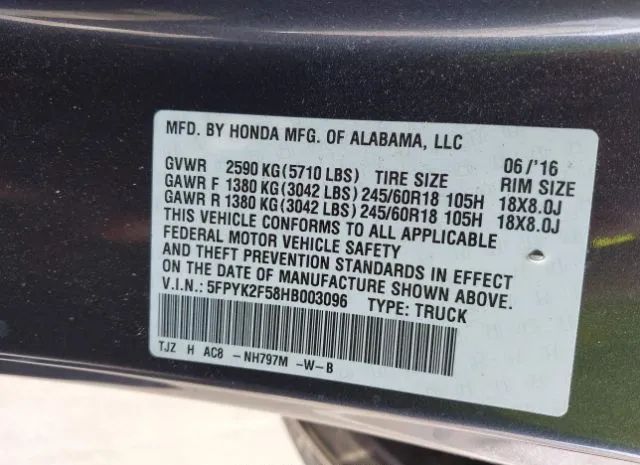 MFD. BY HONDA MFG. OF ALABAMA, LLC
06/'16
GVWR 2590 KG(5710 LBS) TIRE SIZE RIM SIZE
GAWR F 1380 KG(3042 LBS) 245/60R18 105H 18X8.0J
GAWR R 1380 KG(3042 LBS) 245/60R18 105H 18X8.0J
THIS VEHICLE CONFORMS TO ALL APPLICABLE
FEDERAL MOTOR VEHICLE SAFETY
AND THEFT PREVENTION STANDARDS IN EFFECT
ON THE DATE OF MANUFACTURE SHOWN ABOVE.
V.I.N.: 5FPYK2F58HB003096 TYPE: TRUCK
TJZ H AC8 -NH797M -W-B